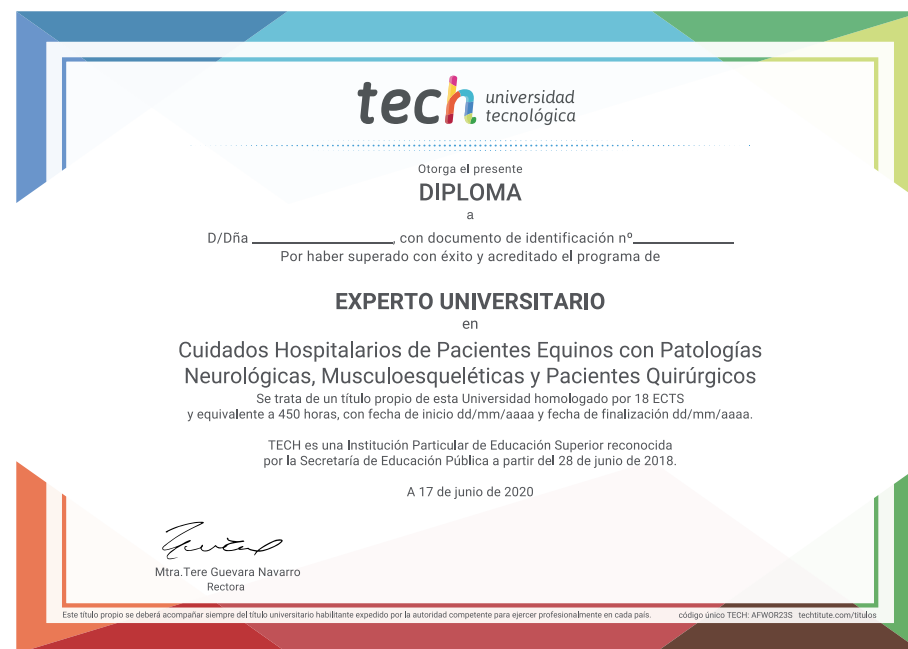 tech universidad
tecnológica
Otorga el presente
DIPLOMA
a
D/Dña ____________, con documento de identificación nº____________
Por haber superado con éxito y acreditado el programa de
EXPERTO UNIVERSITARIO
en
Cuidados Hospitalarios de Pacientes Equinos con Patologías
Neurológicas, Musculoesqueléticas y Pacientes Quirúrgicos
Se trata de un título propio de esta Universidad homologado por 18 ECTS
y equivalente a 450 horas, con fecha de inicio dd/mm/aaaa y fecha de finalización dd/mm/aaaa.
TECH es una Institución Particular de Educación Superior reconocida
por la Secretaría de Educación Pública a partir del 28 de junio de 2018.
A 17 de junio de 2020
Mtra.Tere Guevara Navarro
Rectora
Este título propio se deberá acompañar siempre del título universitario habilitante expedido por la autoridad competente para ejercer profesionalmente en cada país. código único TECH: AFWOR23S techtitute.com/titulos